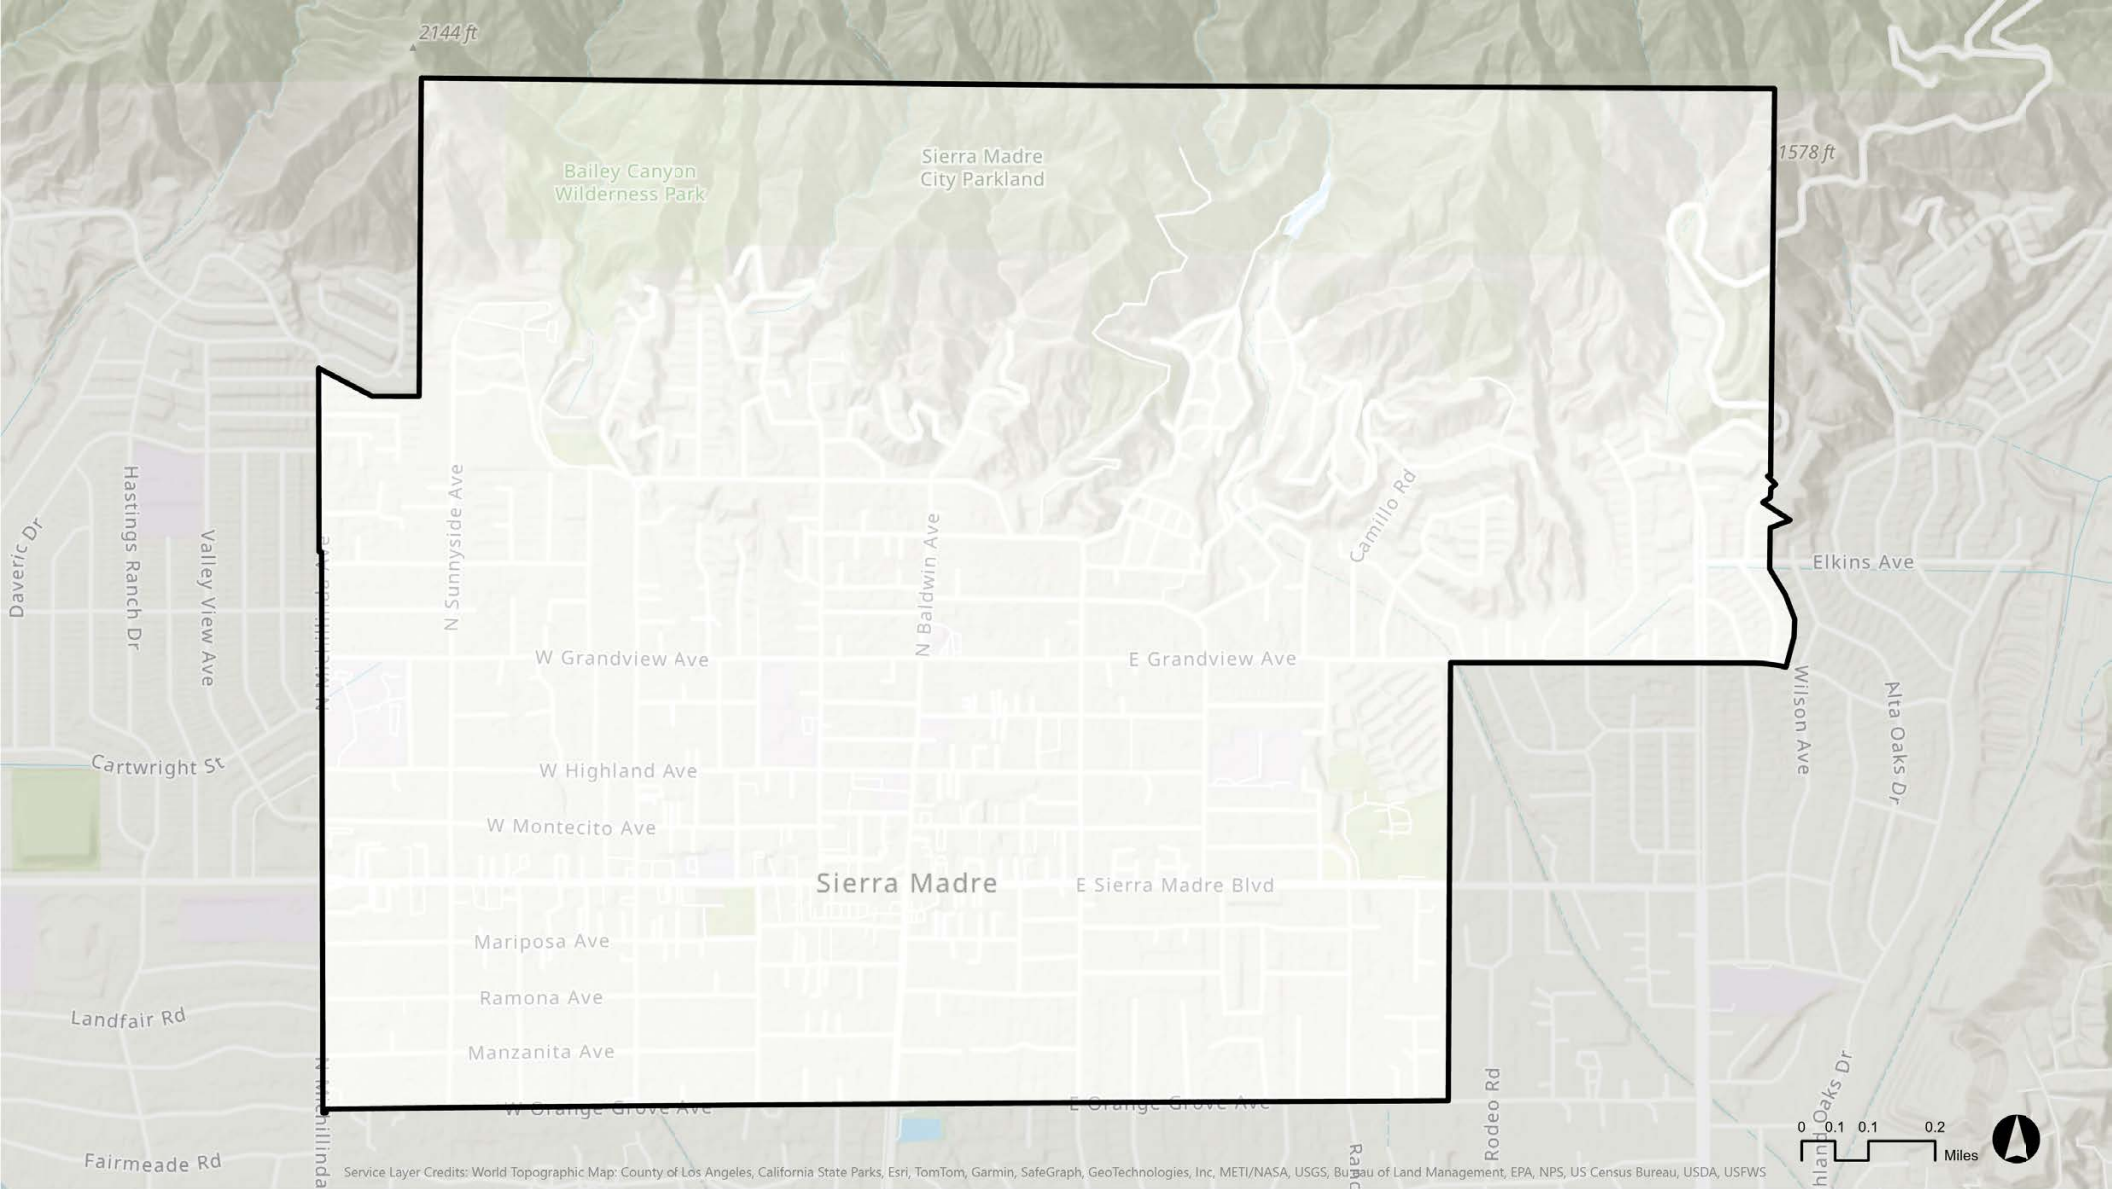 2144 ft
1578 ft
Bailey Canyon
Wilderness Park
Sierra Madre
City Parkland
Daveric Dr
Hastings Ranch Dr
Valley View Ave
N Sunnyside Ave
N Baldwin Ave
Camillo Rd
Elkins Ave
W Grandview Ave
E Grandview Ave
Wilson Ave
Alta Oaks Dr
Cartwright St
W Highland Ave
W Montecito Ave
Sierra Madre
E Sierra Madre Blvd
Mariposa Ave
Ramona Ave
Landfair Rd
Manzanita Ave
W Orange Grove Ave
E Orange Grove Ave
Rodeo Rd
hland Oaks Dr
Fairmeade Rd
0 0.1 0.1 0.2
Miles
Service Layer Credits: World Topographic Map: County of Los Angeles, California State Parks, Esri, TomTom, Garmin, SafeGraph, GeoTechnologies, Inc, METI/NASA, USGS, Bureau of Land Management, EPA, NPS, US Census Bureau, USDA, USFWS